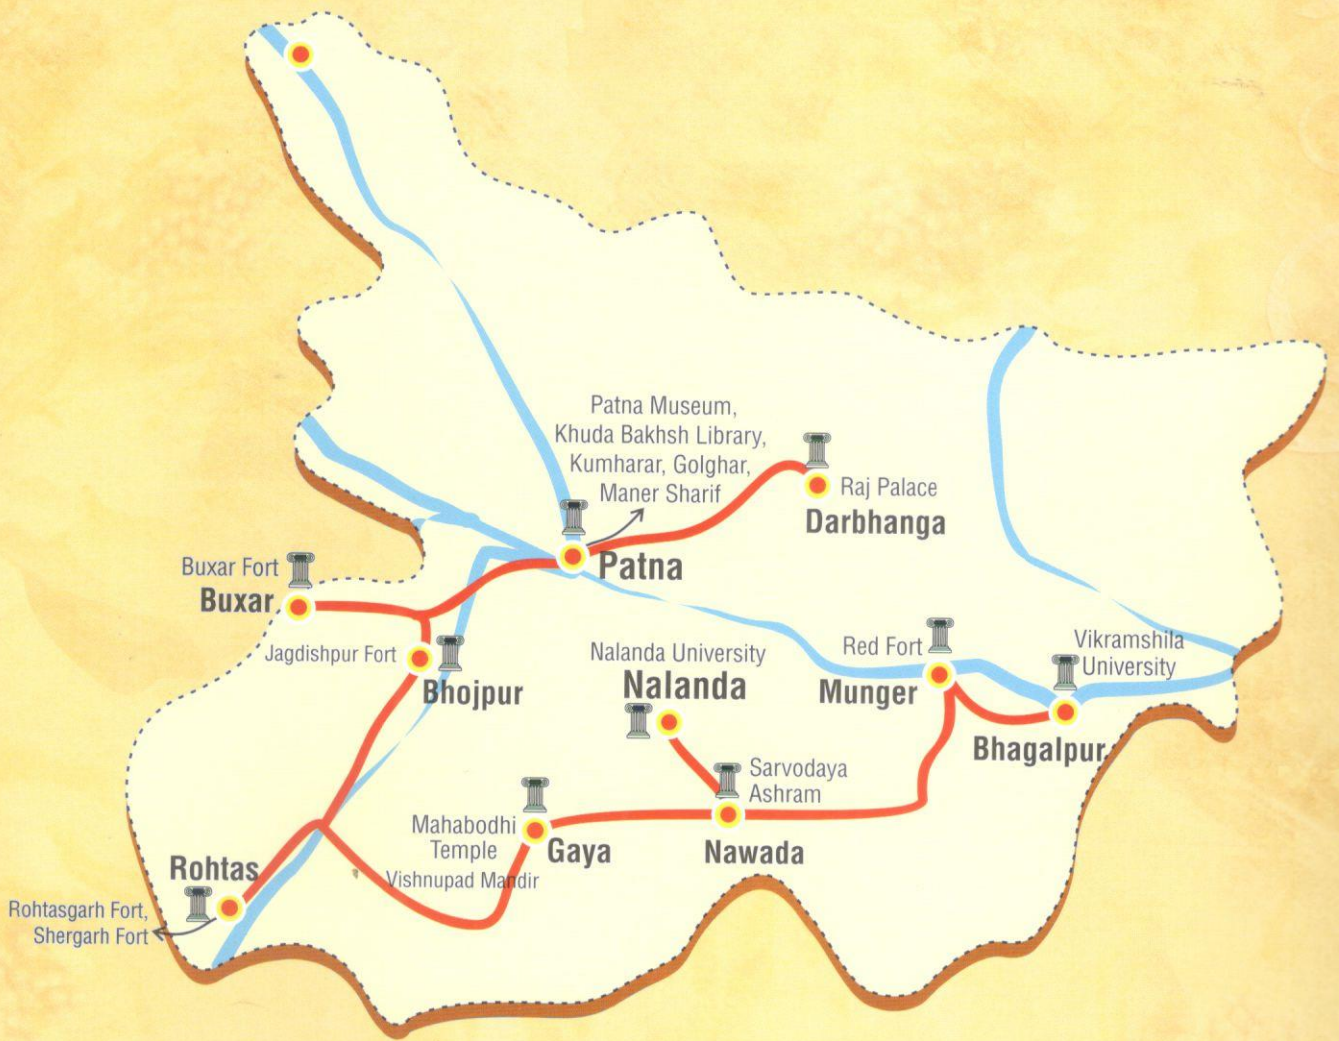 Patna Museum,
Khuda Bakhsh Library,
Kumharar, Golghar,
Maner Sharif
Raj Palace
Darbhanga
Patna
Buxar Fort
Buxar
Jagdishpur Fort
Bhojpur
Nalanda University
Nalanda
Red Fort
Munger
Vikramshila
University
Bhagalpur
Sarvodaya
Ashram
Nawada
Mahabodhi
Temple
Gaya
Vishnupad Mandir
Rohtas
Rohtasgarh Fort,
Shergarh Fort